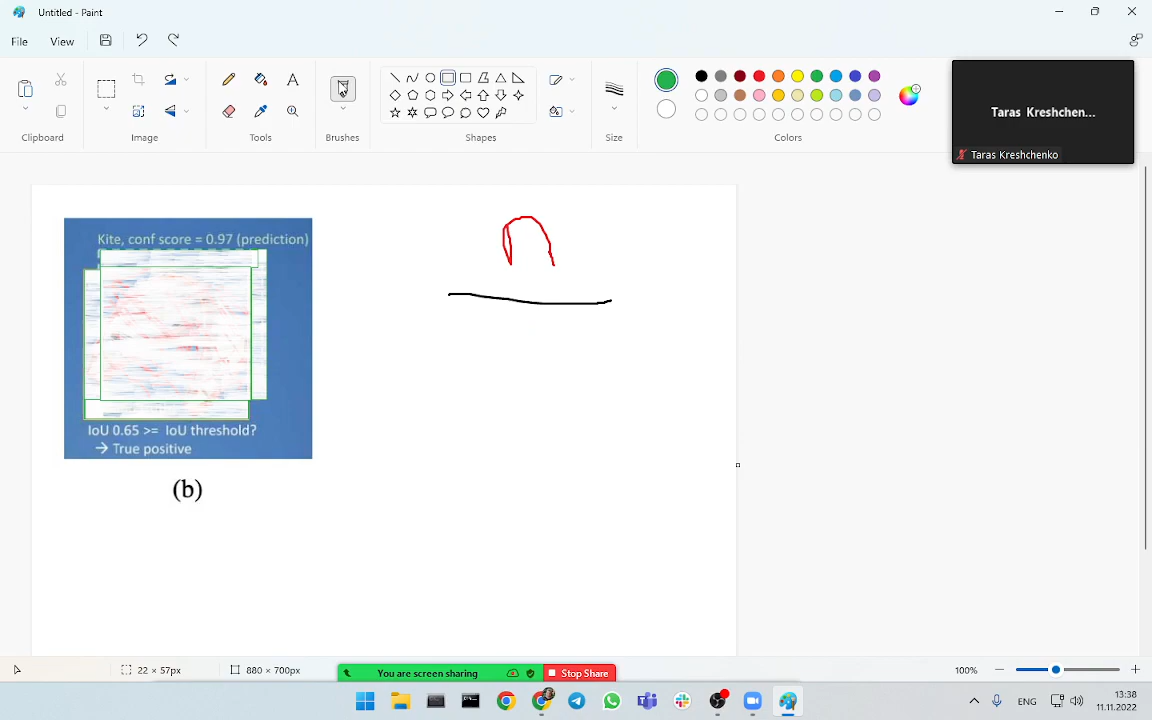 Untitled - Paint
File
View
Clipboard
Image
Tools
Brushes
Shapes
Size
Colors
Taras Kreshchen...
Taras Kreshchenko
Kite, conf score = 0.97 (prediction)
IoU 0.65 >= IoU threshold?
→ True positive
(b)
22 × 57px
880 × 700px
You are screen sharing
Stop Share
100%
ENG
13:38
11.11.2022